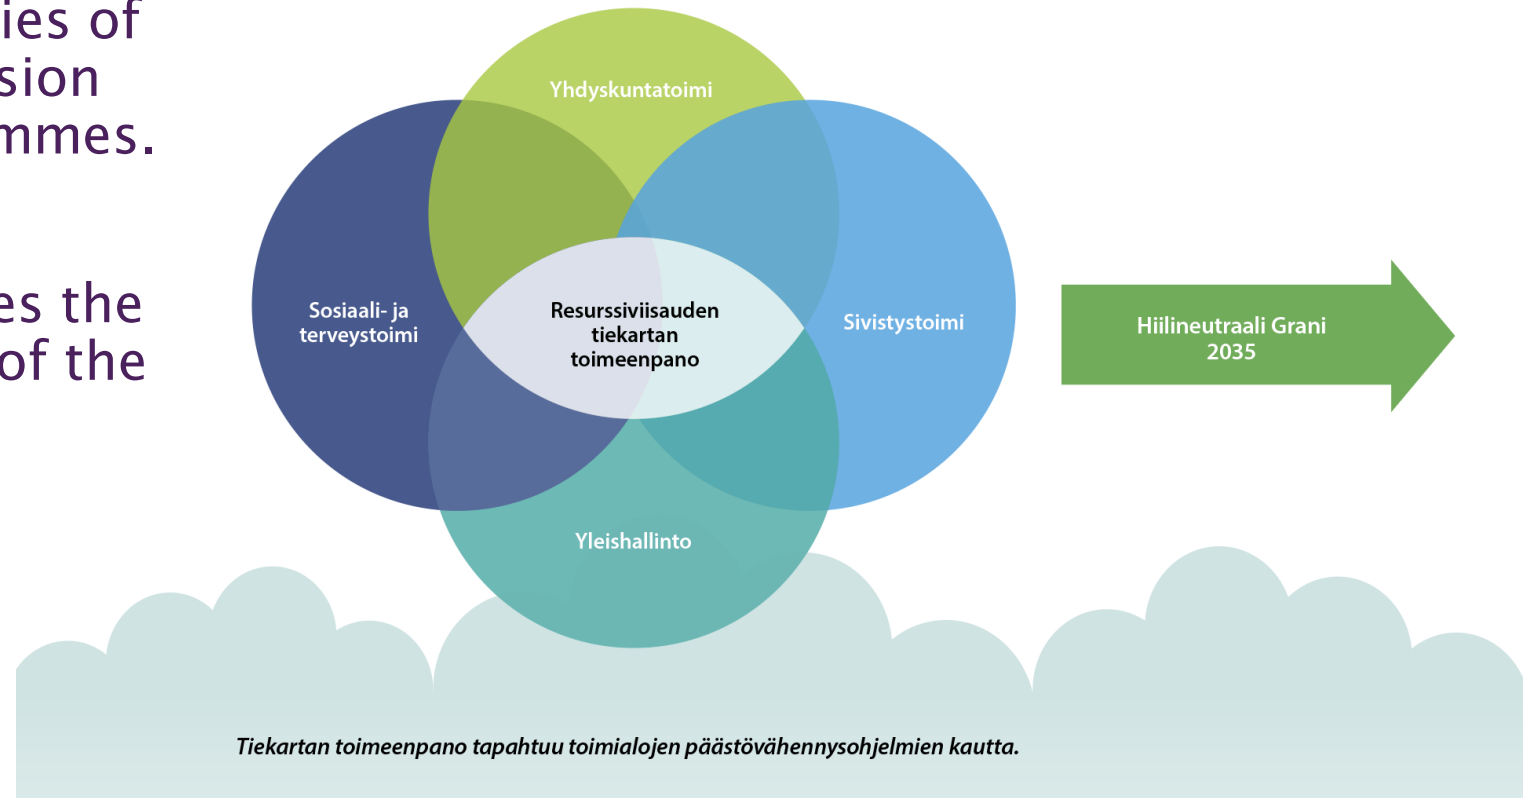 ies of
sion
mmes.
es the
of the
Yhdyskuntatoimi
Sosiaali- ja
terveystoimi
Resurssiviisauden
tiekartan
toimeenpano
Sivistystoimi
Yleishallinto
Hiilineutraali Grani
2035
Tiekartan toimeenpano tapahtuu toimialojen päästövähennysohjelmien kautta.